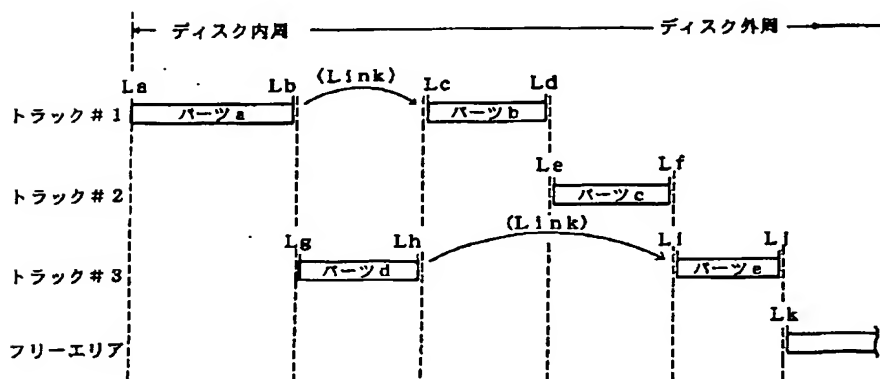 ディスク内周 ディスク外周
(Link)
La Lb Lc Ld
トラック#1 パーツa パーツb
Le Lf
トラック#2 パーツc
(Link)
Lg Lh Li Lj
トラック#3 パーツd パーツe
Lk
フリーエリア